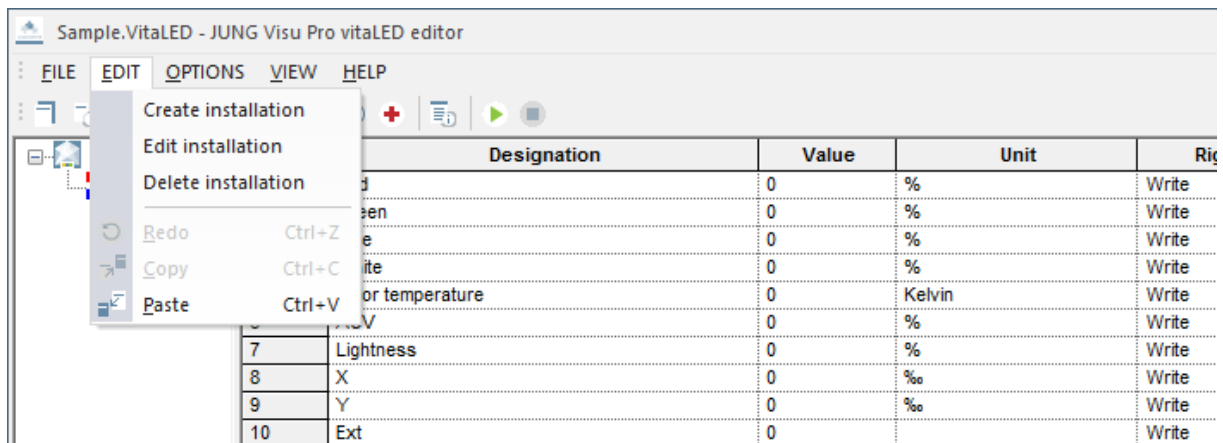 Sample.VitaLED - JUNG Visu Pro vitaLED editor
FILE EDIT OPTIONS VIEW HELP
Create installation
Edit installation
Delete installation
Redo Ctrl+Z
Copy Ctrl+C
Paste Ctrl+V
Designation Value Unit
0 % Write
0 % Write
0 % Write
0 % Write
temperature 0 Kelvin Write
0 % Write
7 Lightness 0 % Write
8 X 0 ‰ Write
9 Y 0 ‰ Write
10 Ext 0 Write